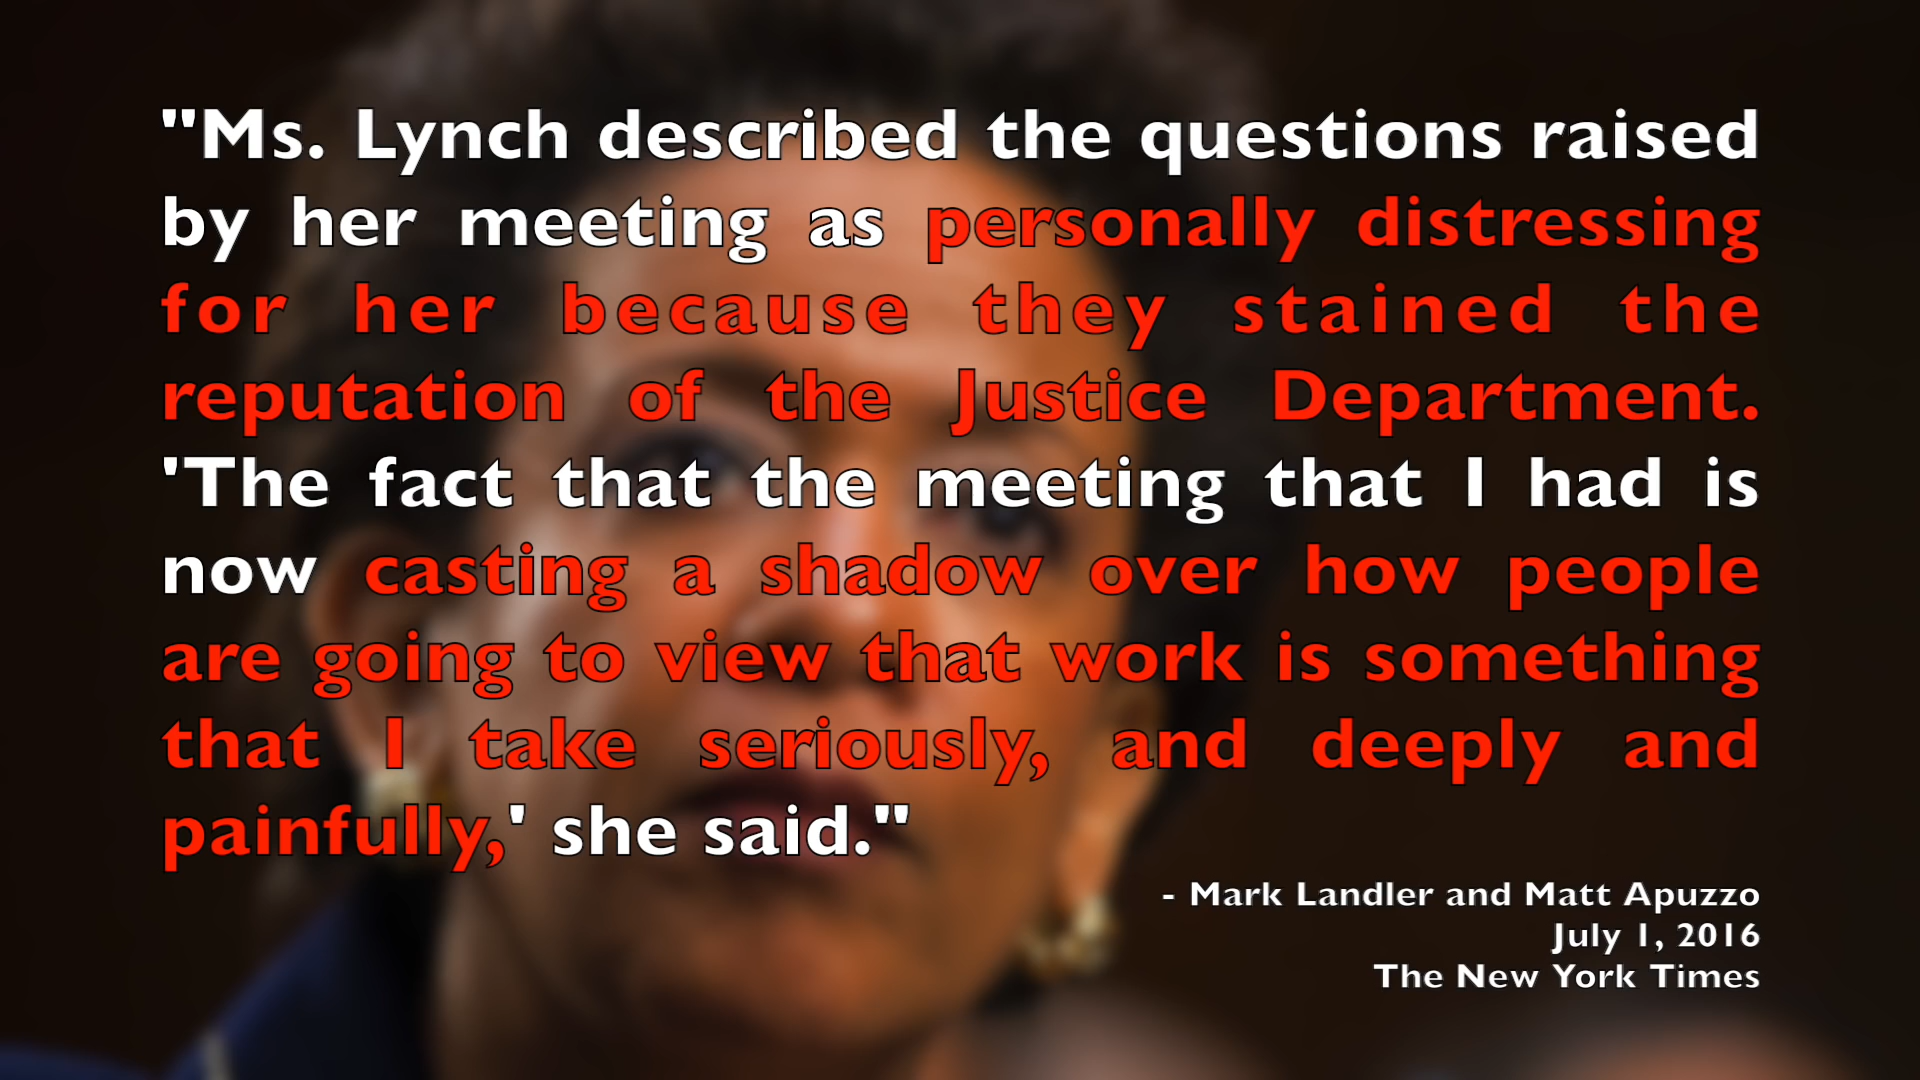 "Ms. Lynch described the questions raised
by her meeting as personally distressing
for her because they stained the
reputation of the Justice Department.
'The fact that the meeting that I had is
now casting a shadow over how people
are going to view that work is something
that I take seriously, and deeply and
painfully,' she said."
- Mark Landler and Matt Apuzzo
July 1, 2016
The New York Times